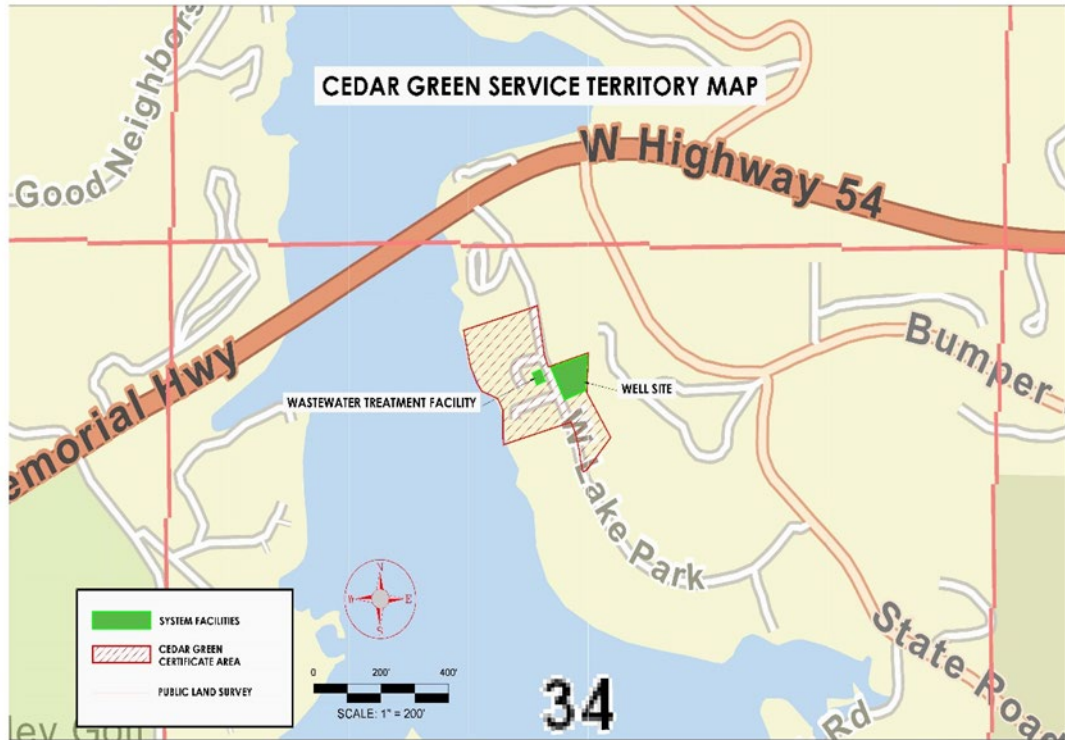 CEDAR GREEN SERVICE TERRITORY MAP
Good Neighbors
W Highway 54
emorial Hwy
Bumper
WASTEWATER TREATMENT FACILITY
WELL SITE
W Lake Park
State Road
Rd
N
W
E
S
SYSTEM FACILITIES
CEDAR GREEN
CERTIFICATE AREA
PUBLIC LAND SURVEY
0 200' 400'
SCALE: 1" = 200'
34
ley Golf